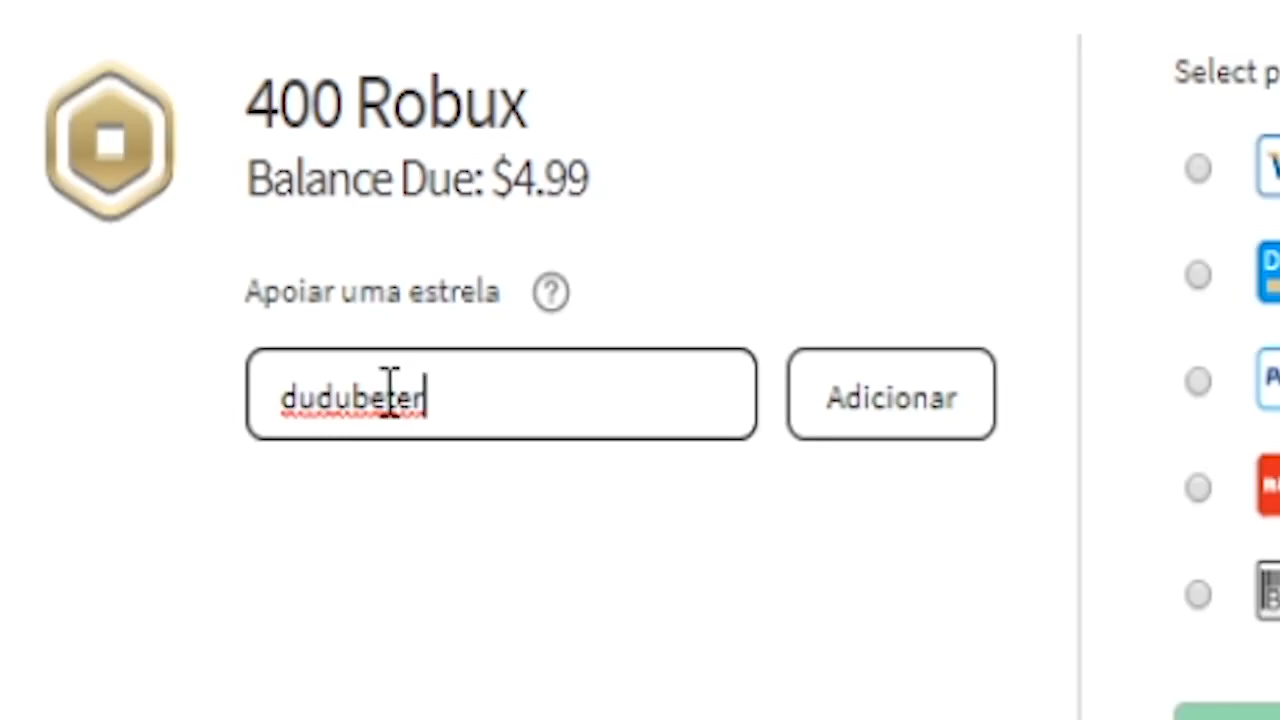 400 Robux
Balance Due: $4.99
Apoiar uma estrela
?
dudubeter
Adicionar
Select p